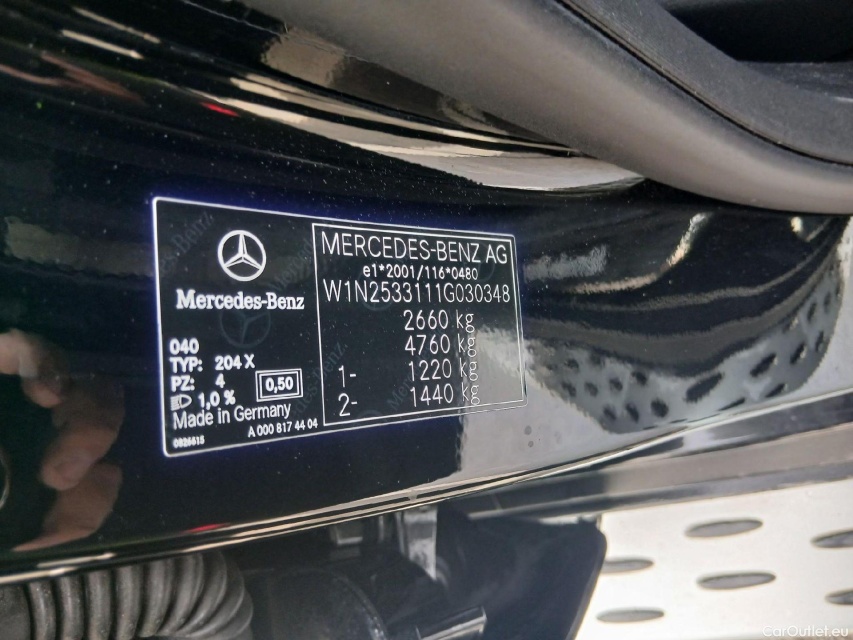 Mercedes-Benz
040
TYP: 204 X
PZ: 4
0,50
1,0 %
Made in Germany
0826615
A 000 817 44 04
MERCEDES-BENZ AG
e1*2001/116*0480
W1N2533111G030348
2660 kg
4760 kg
1- 1220 kg
2- 1440 kg
CarOutlet.eu